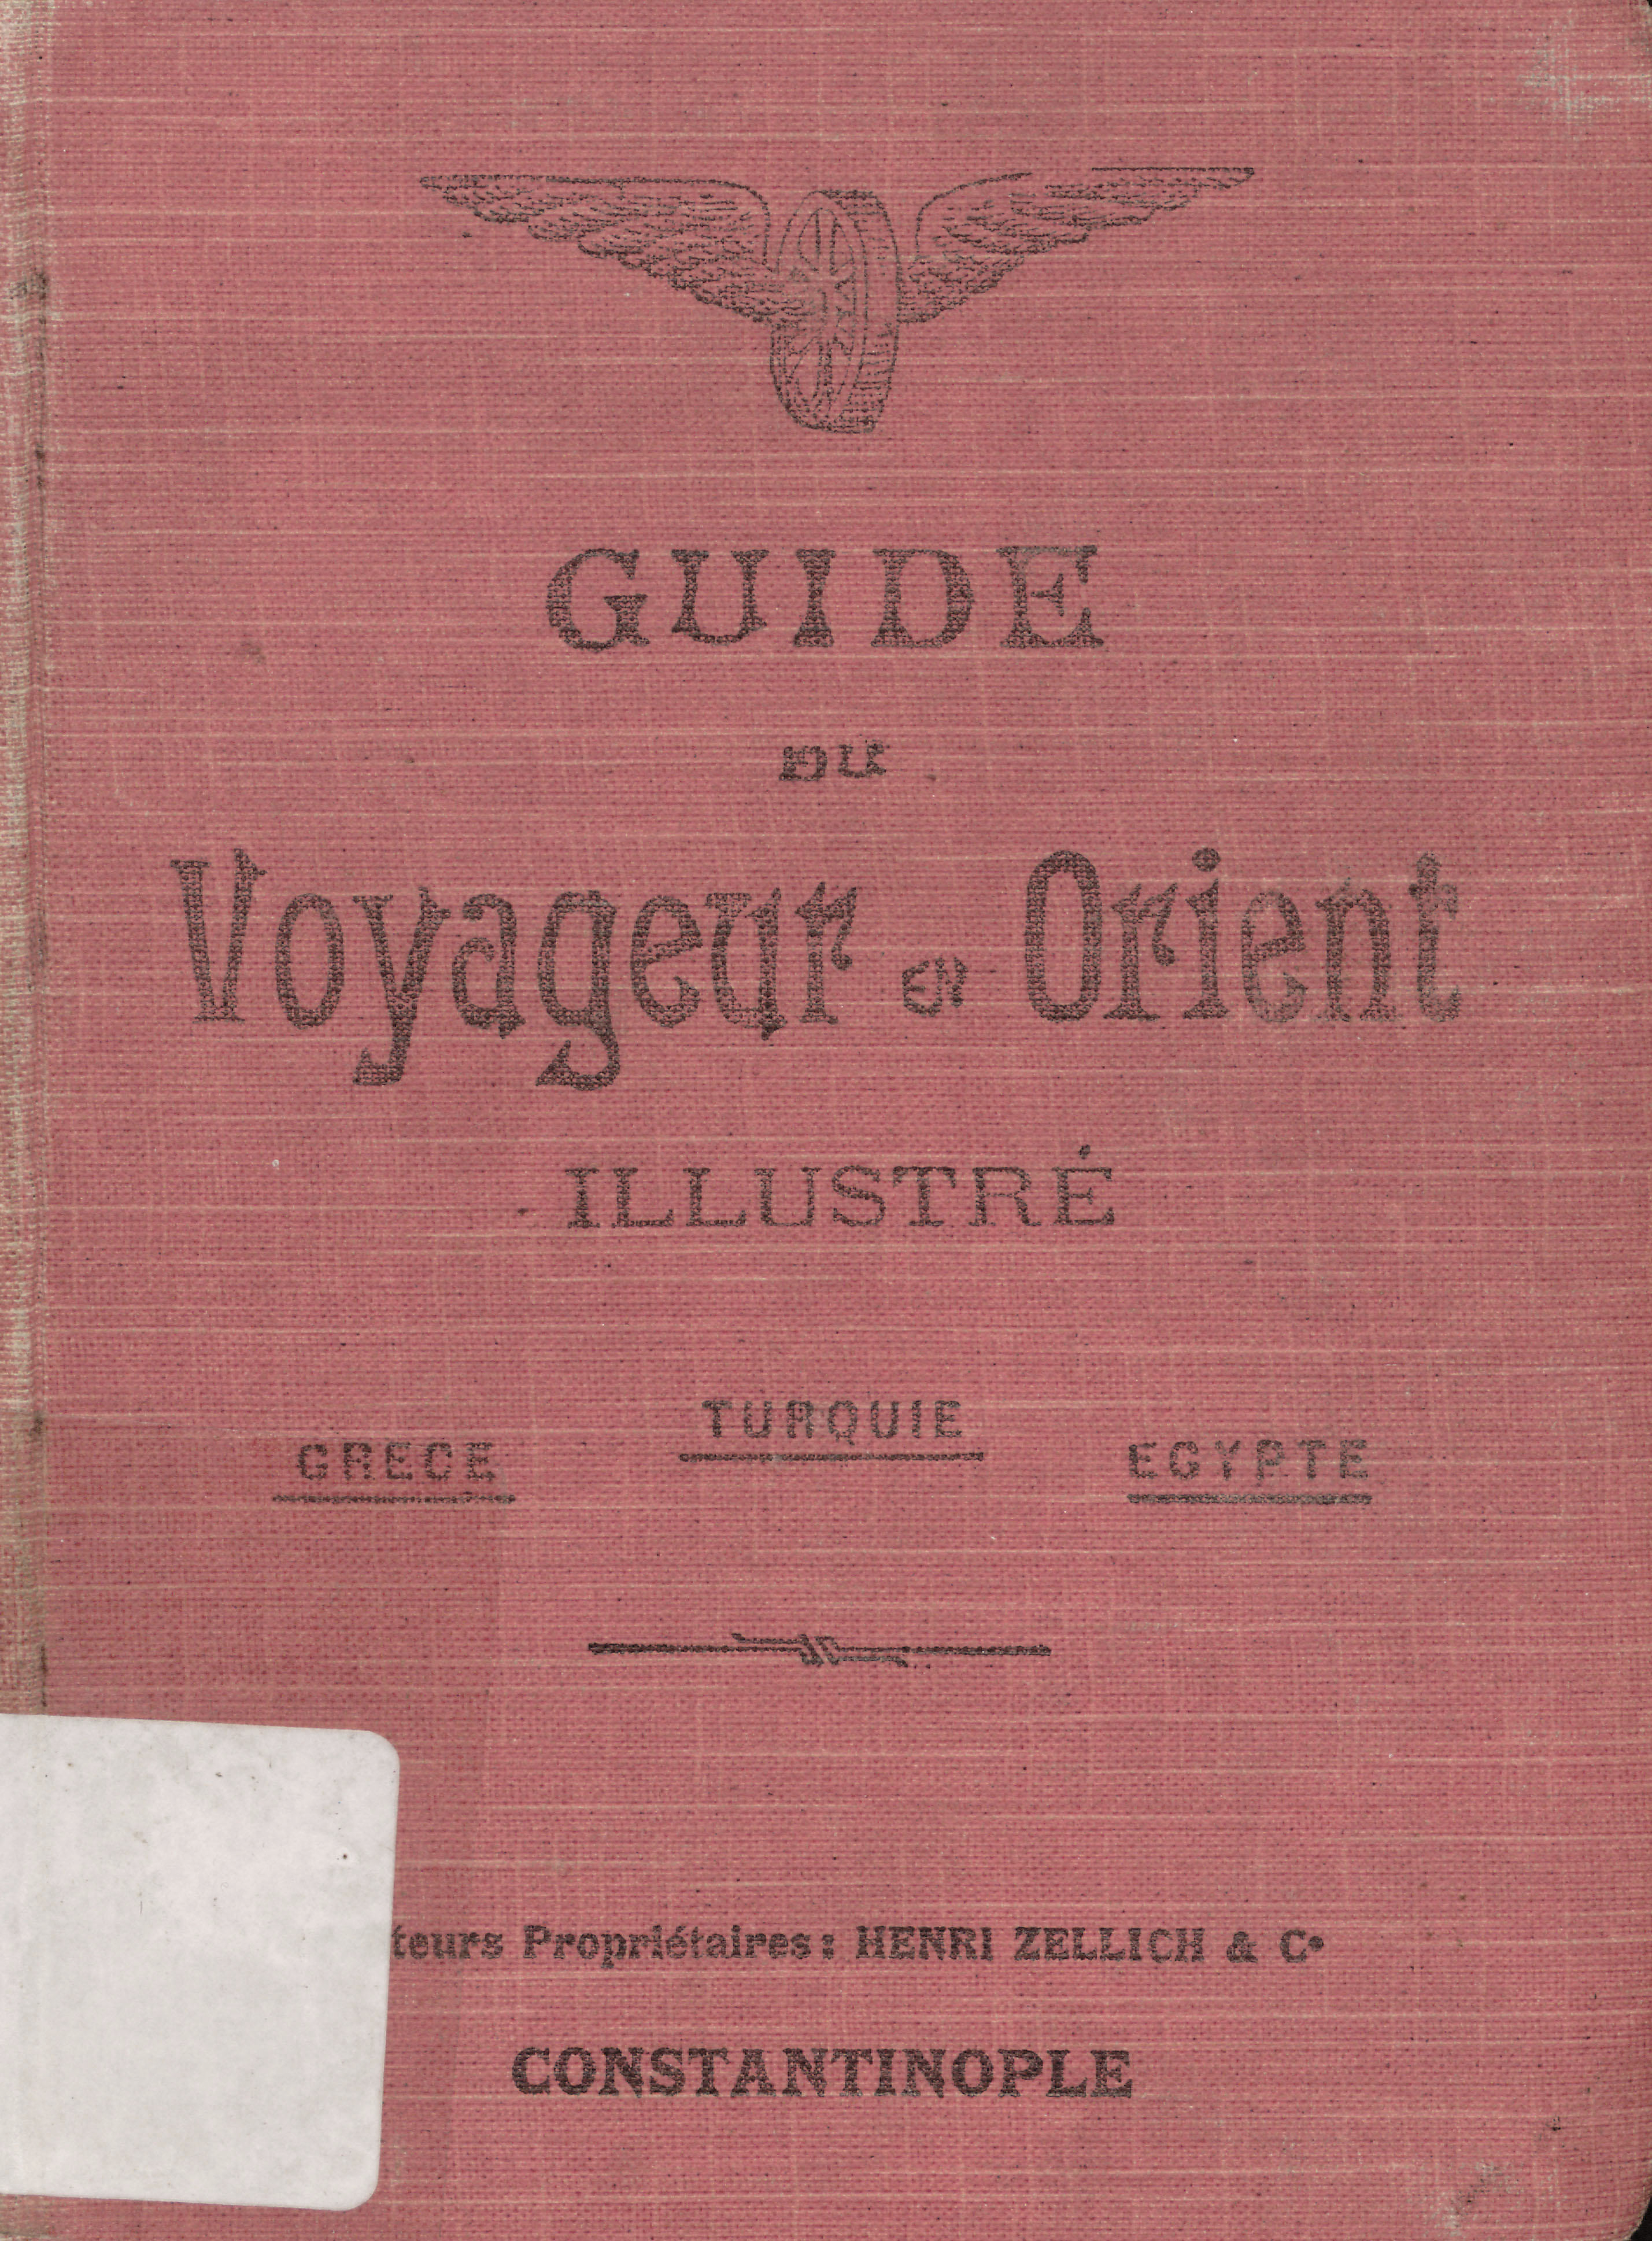 GUIDE
DU
Voyageur EN Orient
ILLUSTRÉ
TURQUIE
GRECE EGYPTE
teurs Propriétaires: HENRI ZELLICH & Cº
CONSTANTINOPLE